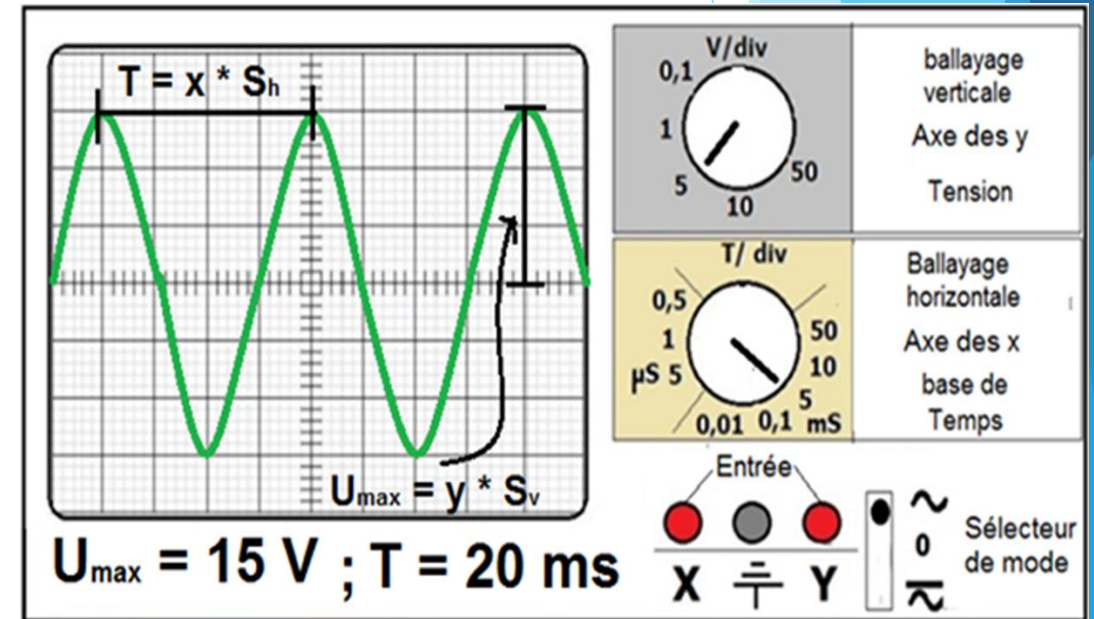 T = x * Sh
Umax = y * Sv
Umax = 15 V ; T = 20 ms
V/div
0,1
1
5
10
50
ballayage
verticale
Axe des y
Tension
T/ div
0,5
1
µS 5
0,01 0,1 mS
5
10
50
Ballayage
horizontale
Axe des x
base de
Temps
Entrée
X Y
~
0
Sélecteur
de mode